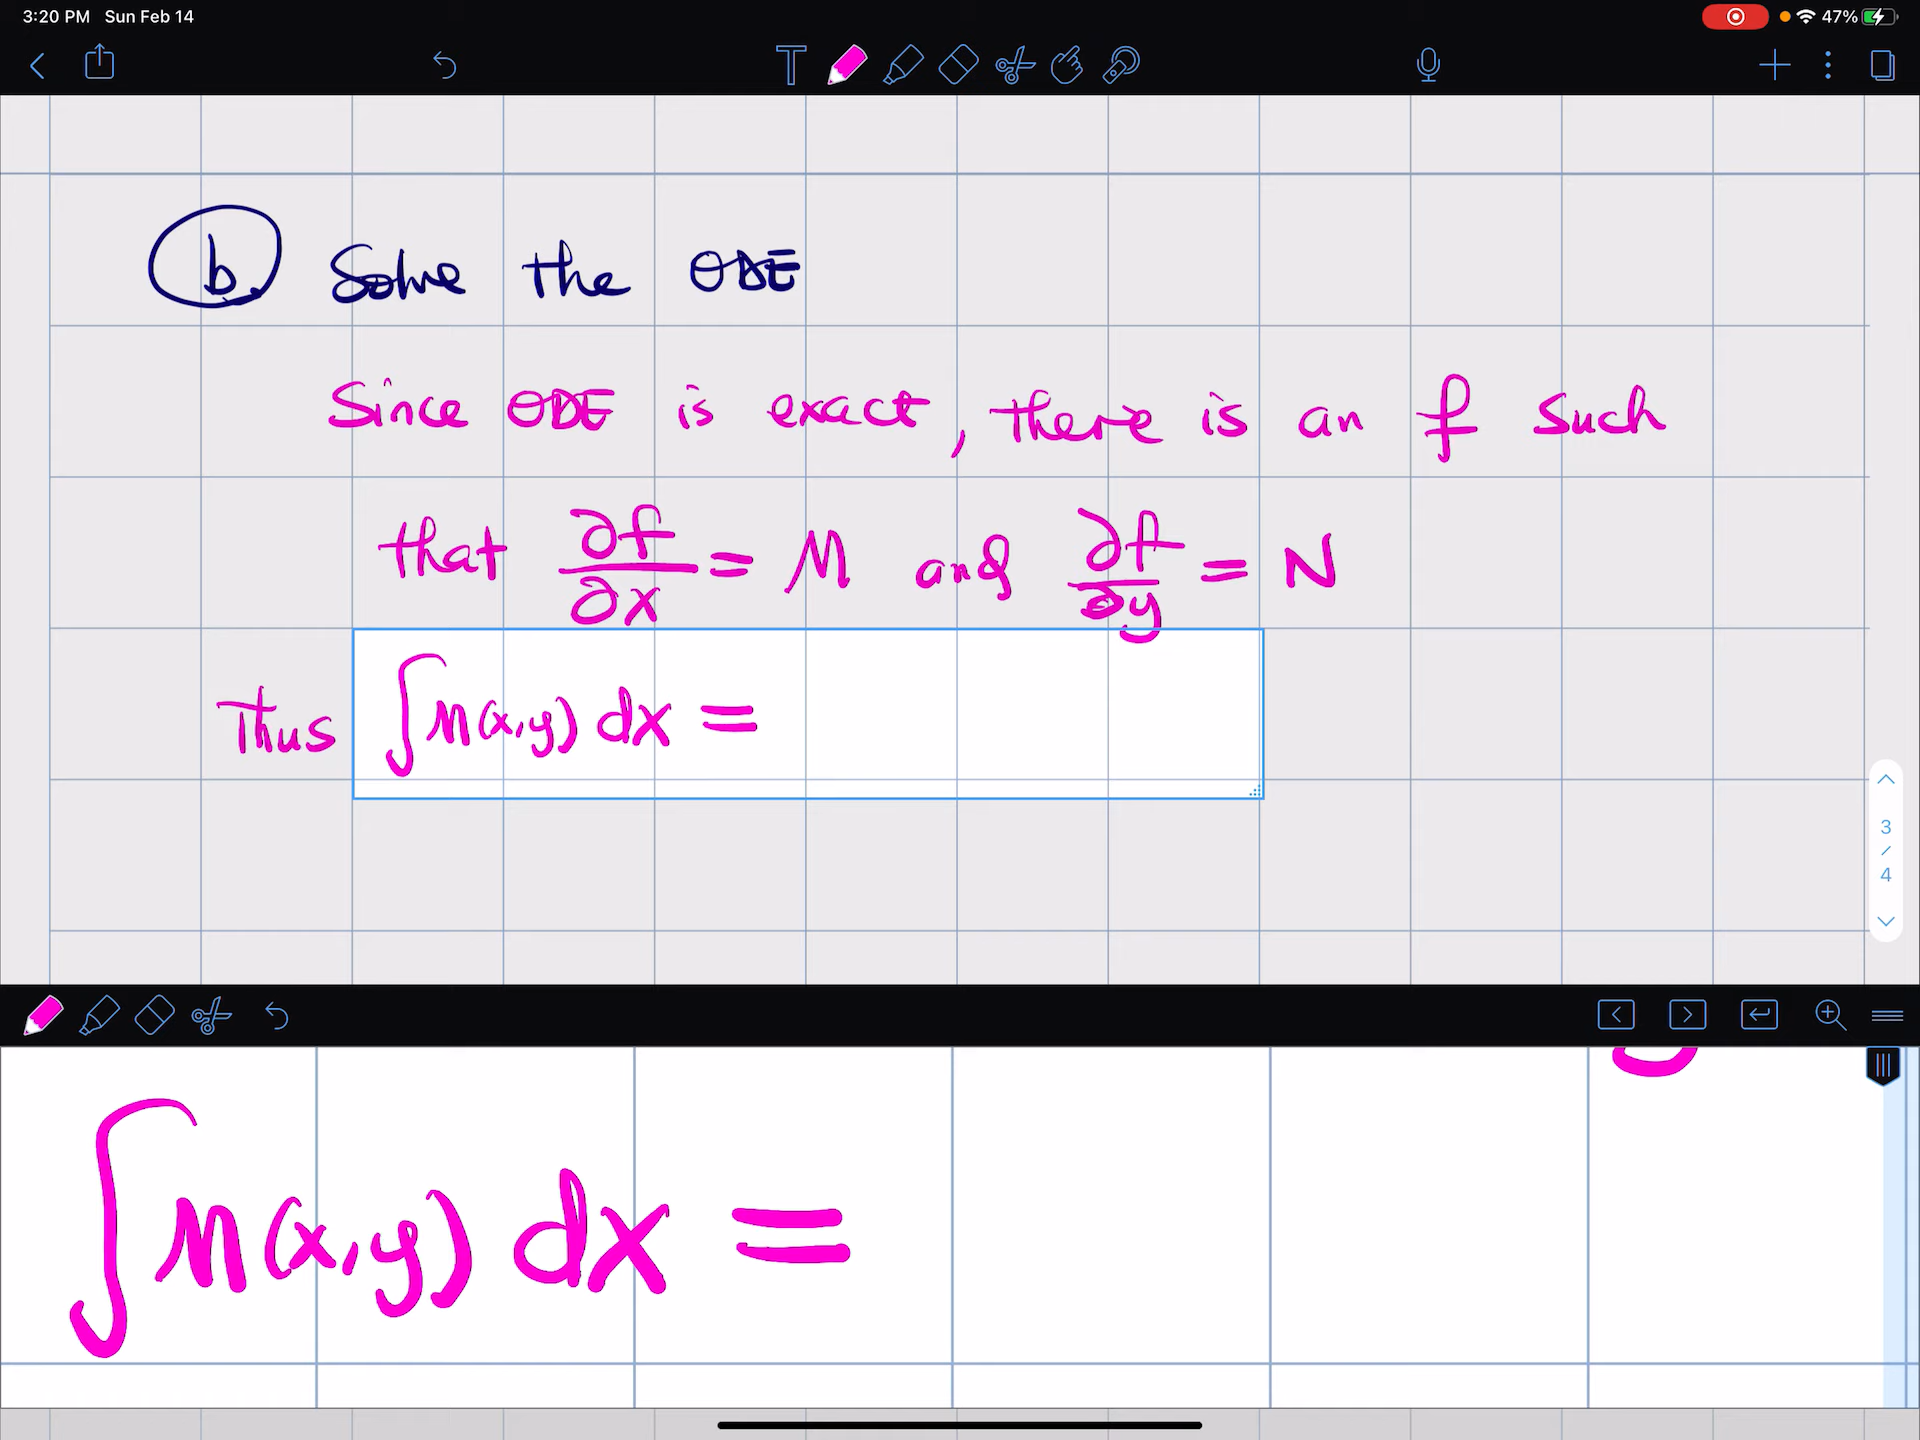 3:20 PM Sun Feb 14
47%
T
b. Solve the ODE
Since ODE is exact, there is an f such
that ∂f/∂x = M and ∂f/∂y = N
Thus ∫M(x,y) dx =
3
/
4
∫M(x,y) dx =